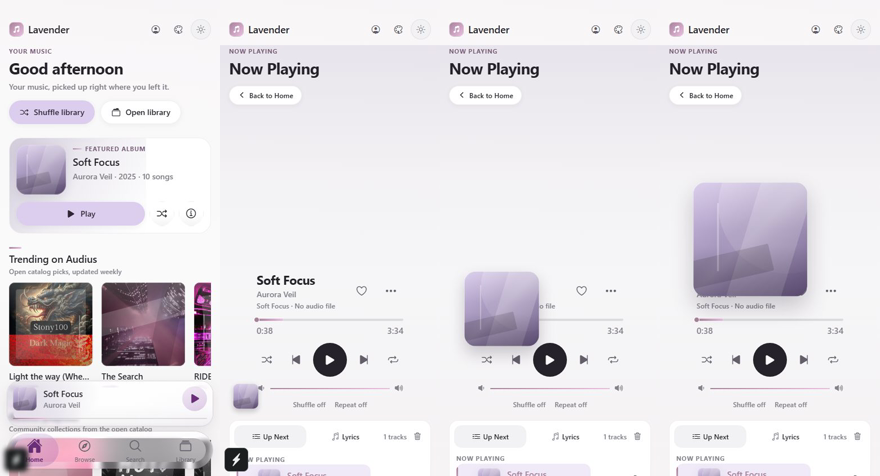 Lavender
YOUR MUSIC
Good afternoon
Your music, picked up right where you left it.
Shuffle library
Open library
FEATURED ALBUM
Soft Focus
Aurora Veil · 2025 · 10 songs
Play
Trending on Audius
Open catalog picks, updated weekly
Stony100
Dark Magic
Light the way (Whe...
The Search
RIDE
Soft Focus
Aurora Veil
Community collections from the open catalog
Home
Browse
Search
Library
Lavender
NOW PLAYING
Now Playing
Back to Home
Soft Focus
Aurora Veil
Soft Focus · No audio file
0:38
3:34
Shuffle off
Repeat off
Up Next
Lyrics
1 tracks
NOW PLAYING
Soft Focus
Lavender
NOW PLAYING
Now Playing
Back to Home
No audio file
3:34
Shuffle off
Repeat off
Up Next
Lyrics
1 tracks
NOW PLAYING
Soft Focus
Lavender
NOW PLAYING
Now Playing
Back to Home
Aurora Veil
Soft Focus · No audio file
0:38
3:34
Shuffle off
Repeat off
Up Next
Lyrics
1 tracks
NOW PLAYING
Soft Focus